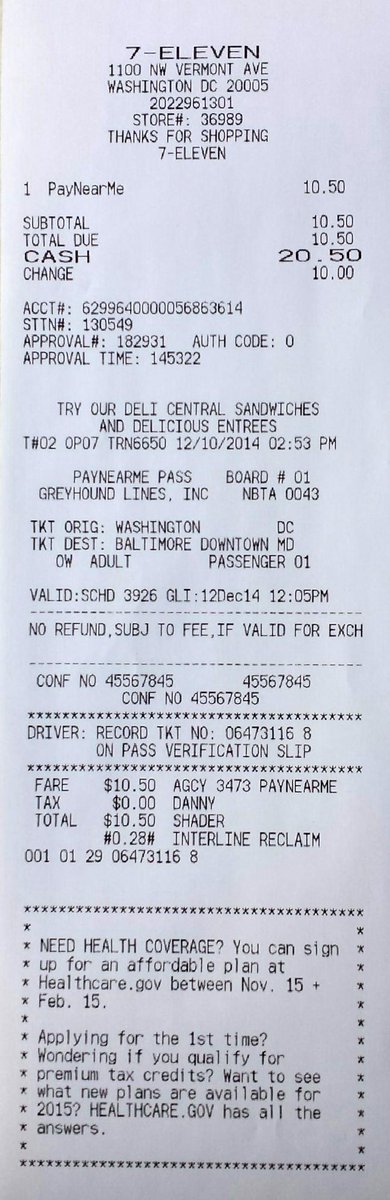 7-ELEVEN
1100 NW VERMONT AVE
WASHINGTON DC 20005
2022961301
STORE#: 36989
THANKS FOR SHOPPING
7-ELEVEN
1 PayNearMe 10.50
SUBTOTAL 10.50
TOTAL DUE 10.50
CASH 20.50
CHANGE 10.00
ACCT#: 6299640000056863614
STTN#: 130549
APPROVAL#: 182931 AUTH CODE: 0
APPROVAL TIME: 145322
TRY OUR DELI CENTRAL SANDWICHES
AND DELICIOUS ENTREES
T#02 OP07 TRN6650 12/10/2014 02:53 PM
PAYNEARME PASS BOARD # 01
GREYHOUND LINES, INC NBTA 0043
TKT ORIG: WASHINGTON DC
TKT DEST: BALTIMORE DOWNTOWN MD
OW ADULT PASSENGER 01
VALID:SCHD 3926 GLI:12Dec14 12:05PM
--------------------------------------
NO REFUND,SUBJ TO FEE,IF VALID FOR EXCH
--------------------------------------
CONF NO 45567845 45567845
CONF NO 45567845
**************************************
DRIVER: RECORD TKT NO: 06473116 8
ON PASS VERIFICATION SLIP
**************************************
FARE $10.50 AGCY 3473 PAYNEARME
TAX $0.00 DANNY
TOTAL $10.50 SHADER
#0.28# INTERLINE RECLAIM
001 01 29 06473116 8
**************************************
* *
* NEED HEALTH COVERAGE? You can sign *
* up for an affordable plan at *
* Healthcare.gov between Nov. 15 + *
* Feb. 15. *
* *
* Applying for the 1st time? *
* Wondering if you qualify for *
* premium tax credits? Want to see *
* what new plans are available for *
* 2015? HEALTHCARE.GOV has all the *
* answers. *
* *
**************************************